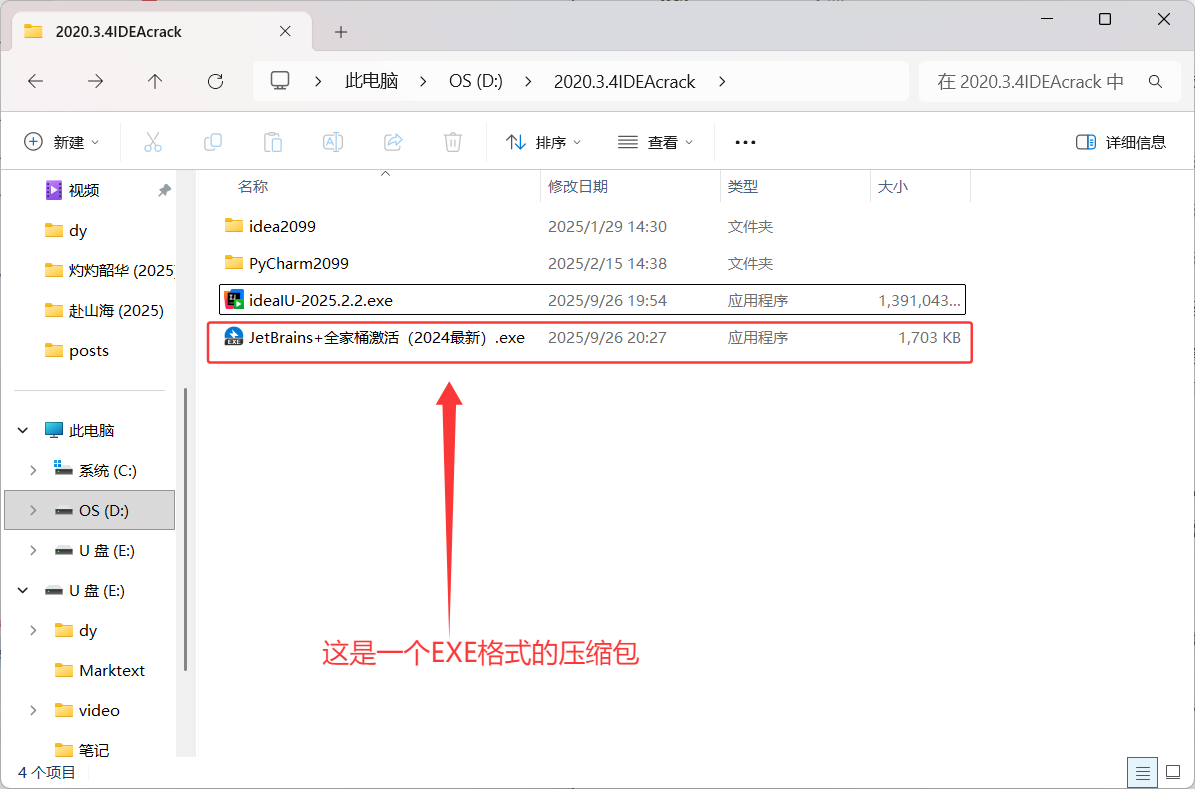 2020.3.4IDEAcrack
此电脑 OS (D:) 2020.3.4IDEAcrack 在 2020.3.4IDEAcrack 中
新建 排序 查看 详细信息
名称 修改日期 类型 大小
idea2099 2025/1/29 14:30 文件夹
PyCharm2099 2025/2/15 14:38 文件夹
ideaIU-2025.2.2.exe 2025/9/26 19:54 应用程序 1,391,043...
JetBrains+全家桶激活（2024最新）.exe 2025/9/26 20:27 应用程序 1,703 KB
这是一个EXE格式的压缩包
视频
dy
灼灼韶华 (2025)
赴山海 (2025)
posts
此电脑
系统 (C:)
OS (D:)
U 盘 (E:)
U 盘 (E:)
dy
Marktext
video
笔记
4 个项目